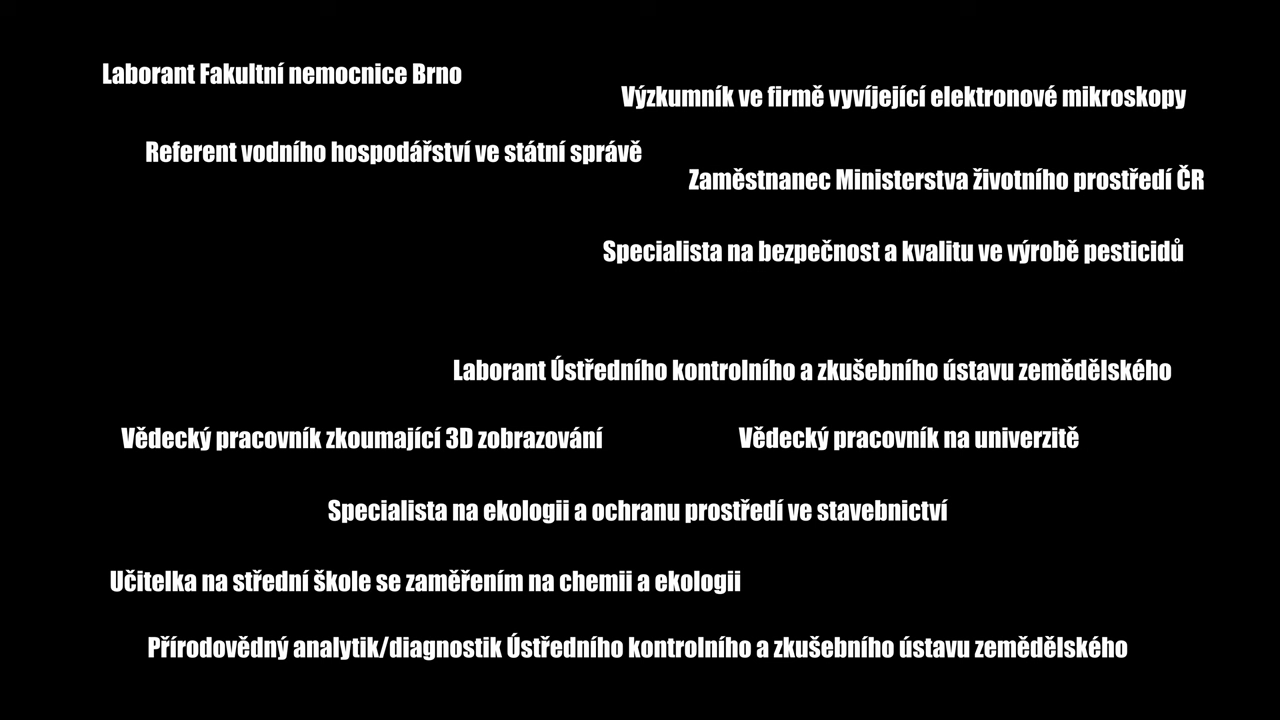 Laborant Fakultní nemocnice Brno
Výzkumník ve firmě vyvíjející elektronové mikroskopy
Referent vodního hospodářství ve státní správě
Zaměstnanec Ministerstva životního prostředí ČR
Specialista na bezpečnost a kvalitu ve výrobě pesticidů
Laborant Ústředního kontrolního a zkušebního ústavu zemědělského
Vědecký pracovník zkoumající 3D zobrazování
Vědecký pracovník na univerzitě
Specialista na ekologii a ochranu prostředí ve stavebnictví
Učitelka na střední škole se zaměřením na chemii a ekologii
Přírodovědný analytik/diagnostik Ústředního kontrolního a zkušebního ústavu zemědělského